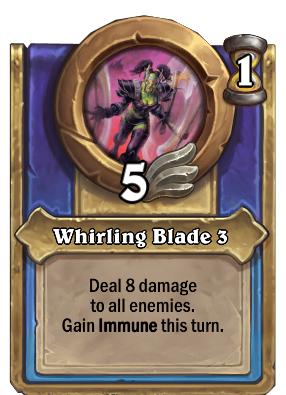 1
5
Whirling Blade 3
Deal 8 damage
to all enemies.
Gain Immune this turn.